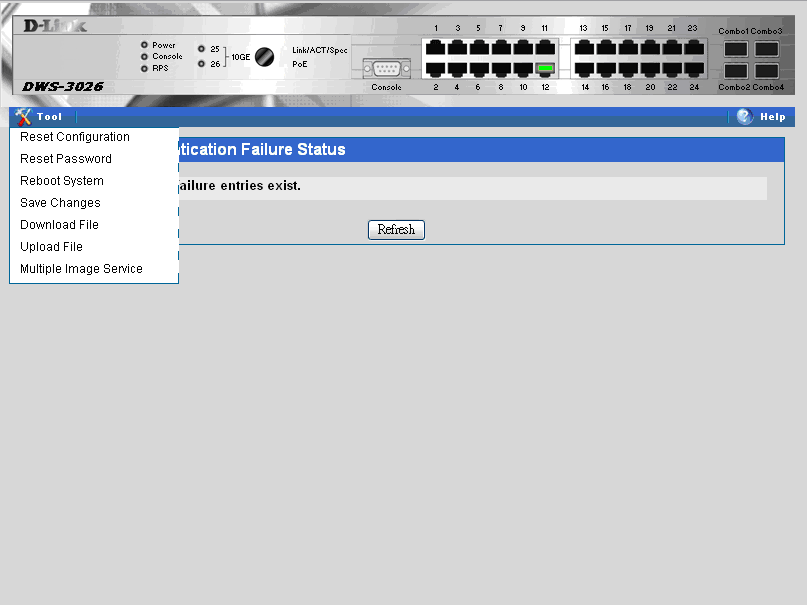 D-Link
Power
Console
RPS
25
26
10GE
Link/ACT/Spec
PoE
Console
1 3 5 7 9 11 13 15 17 19 21 23
2 4 6 8 10 12 14 16 18 20 22 24
Combo1 Combo3
Combo2 Combo4
DWS-3026
Tool
Help
Reset Configuration
Reset Password
Reboot System
Save Changes
Download File
Upload File
Multiple Image Service
tication Failure Status
ailure entries exist.
Refresh